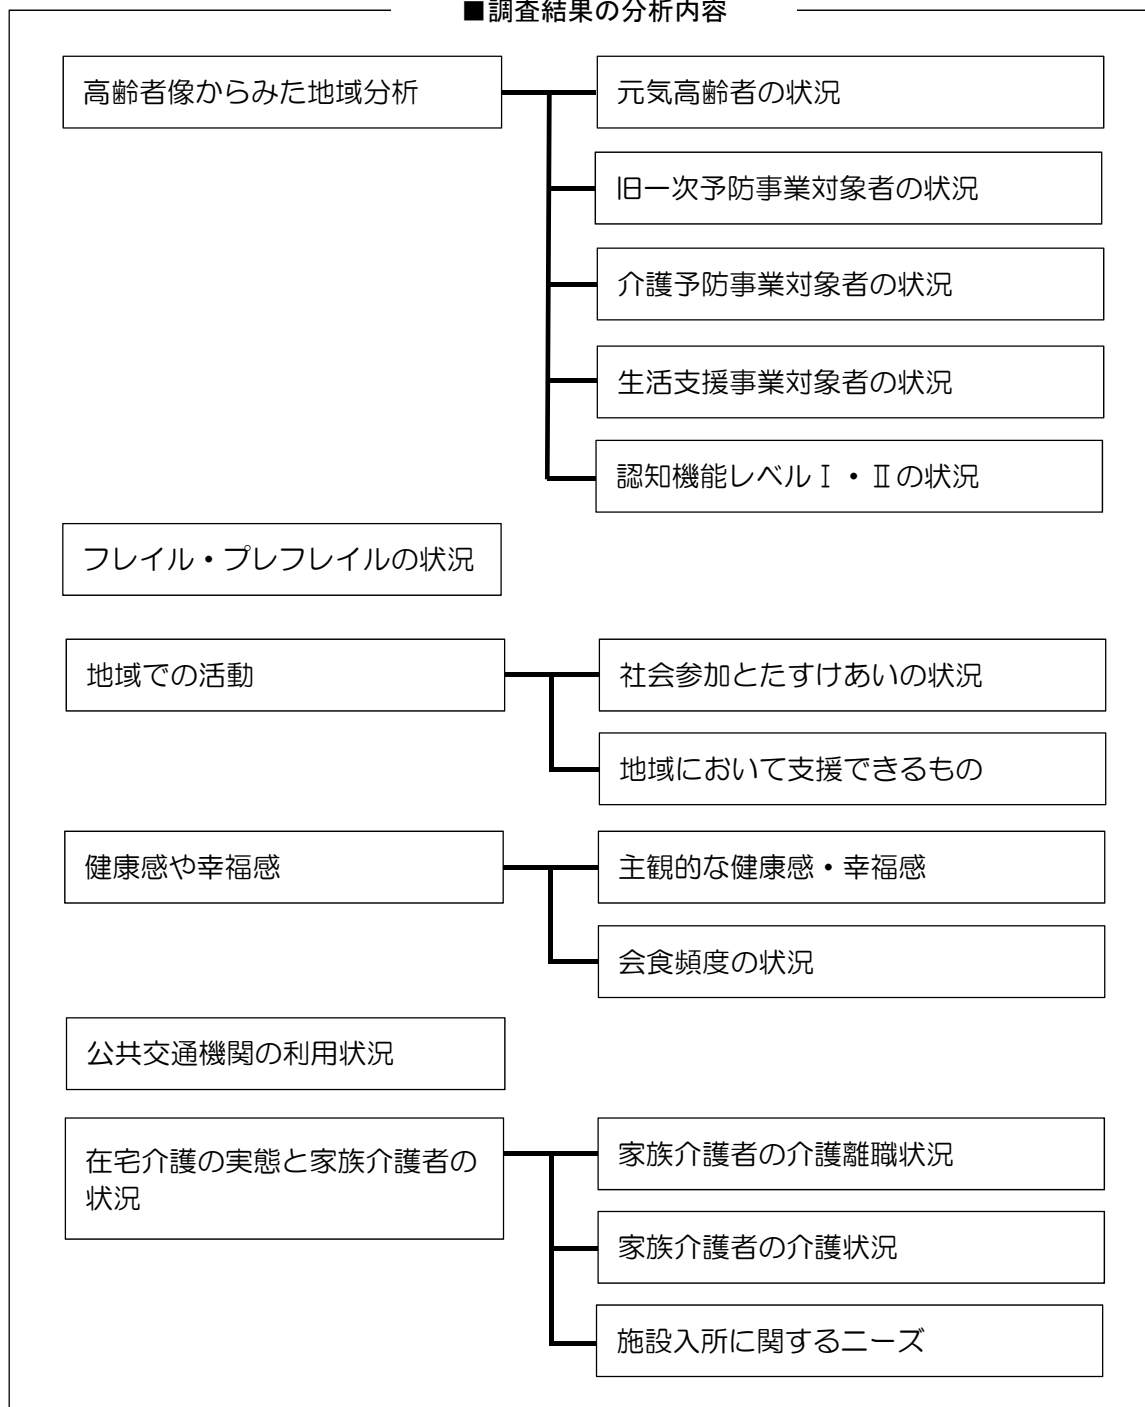 ■調査結果の分析内容
高齢者像からみた地域分析
元気高齢者の状況
旧一次予防事業対象者の状況
介護予防事業対象者の状況
生活支援事業対象者の状況
認知機能レベルⅠ・Ⅱの状況
フレイル・プレフレイルの状況
地域での活動
社会参加とたすけあいの状況
地域において支援できるもの
健康感や幸福感
主観的な健康感・幸福感
会食頻度の状況
公共交通機関の利用状況
在宅介護の実態と家族介護者の
状況
家族介護者の介護離職状況
家族介護者の介護状況
施設入所に関するニーズ